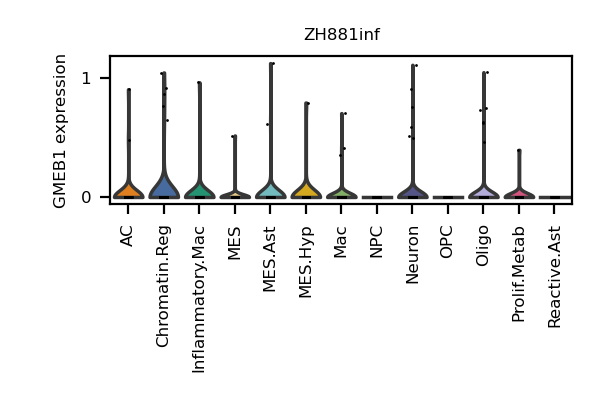 ZH881inf
GMEB1 expression
1
0
AC
Chromatin.Reg
Inflammatory.Mac
MES
MES.Ast
MES.Hyp
Mac
NPC
Neuron
OPC
Oligo
Prolif.Metab
Reactive.Ast